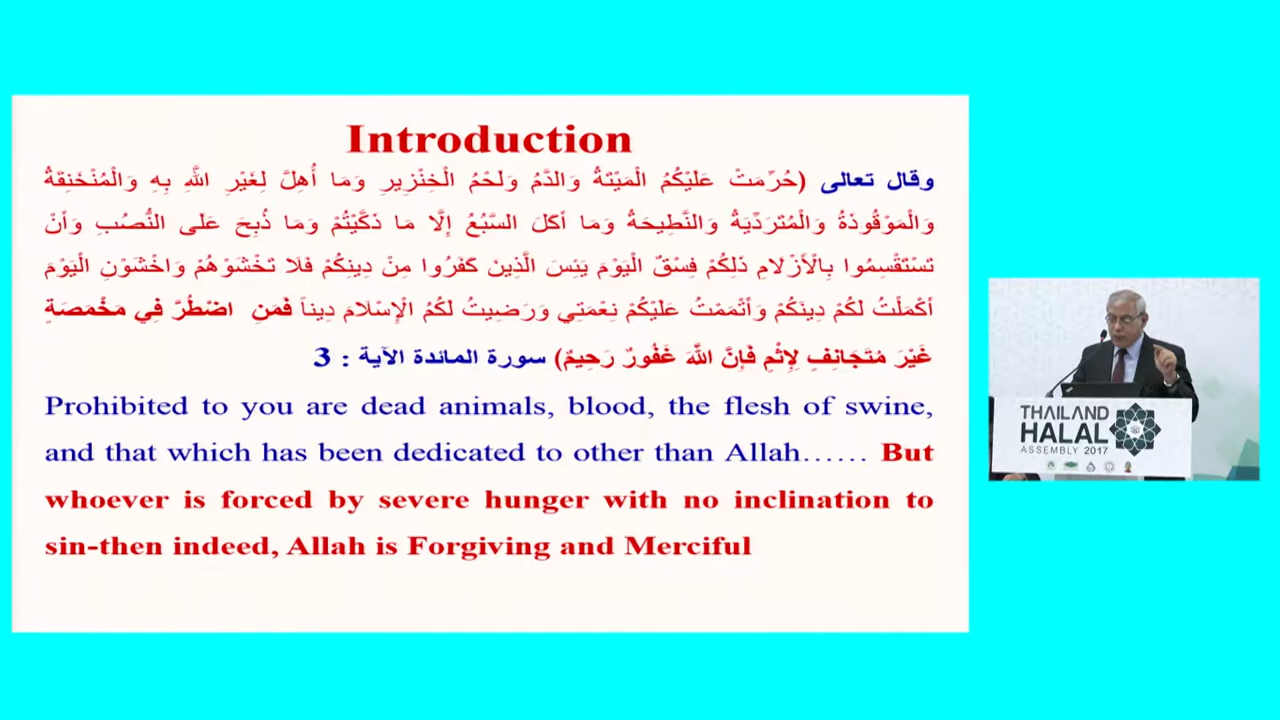 Introduction
وقال تعالى (حُرِّمَتْ عَلَيْكُمُ الْمَيْتَةُ وَالدَّمُ وَلَحْمُ الْخِنْزِيرِ وَمَا أُهِلَّ لِغَيْرِ اللَّهِ بِهِ وَالْمُنْخَنِقَةُ
وَالْمَوْقُوذَةُ وَالْمُتَرَدِّيَةُ وَالنَّطِيحَةُ وَمَا أَكَلَ السَّبُعُ إِلَّا مَا ذَكَّيْتُمْ وَمَا ذُبِحَ عَلَى النُّصُبِ وَأَنْ
تَسْتَقْسِمُوا بِالْأَزْلَامِ ذَلِكُمْ فِسْقٌ الْيَوْمَ يَئِسَ الَّذِينَ كَفَرُوا مِنْ دِينِكُمْ فَلَا تَخْشَوْهُمْ وَاخْشَوْنِ الْيَوْمَ
أَكْمَلْتُ لَكُمْ دِينَكُمْ وَأَتْمَمْتُ عَلَيْكُمْ نِعْمَتِي وَرَضِيتُ لَكُمُ الْإِسْلَامَ دِيناً فَمَنِ اضْطُرَّ فِي مَخْمَصَةٍ
غَيْرَ مُتَجَانِفٍ لِإِثْمٍ فَإِنَّ اللَّهَ غَفُورٌ رَحِيمٌ) سورة المائدة الآية : 3
Prohibited to you are dead animals, blood, the flesh of swine,
and that which has been dedicated to other than Allah…… But
whoever is forced by severe hunger with no inclination to
sin-then indeed, Allah is Forgiving and Merciful
THAILAND
HALAL
ASSEMBLY 2017